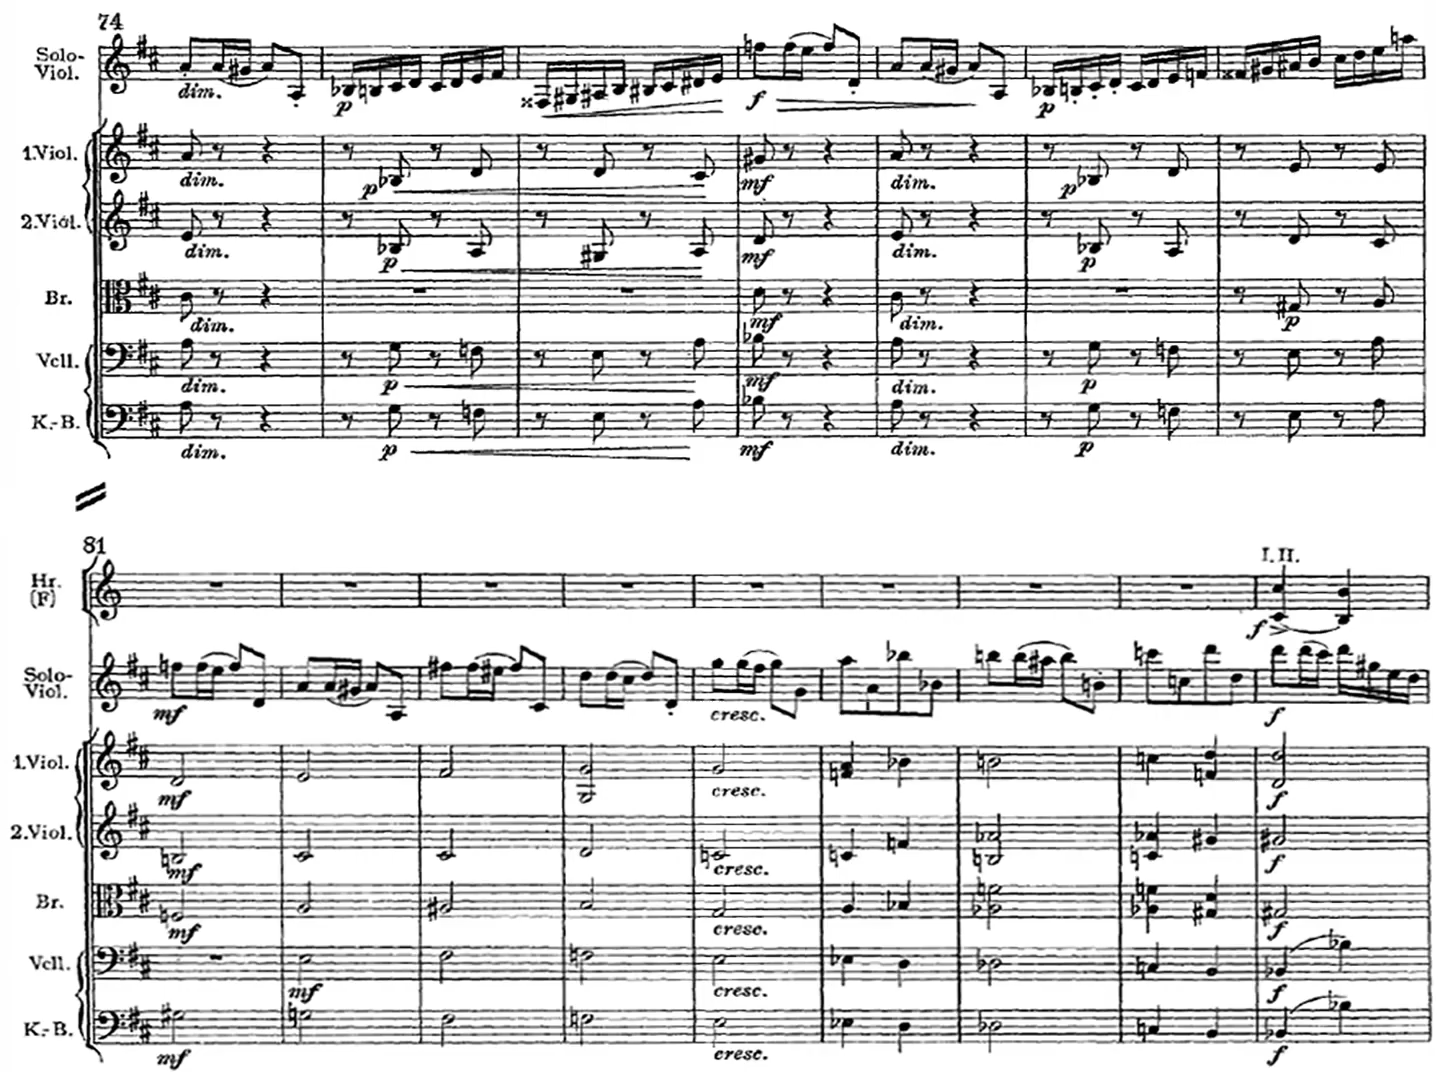 74
Solo-
Viol.
dim. p f p
1.Viol.
dim. p mf dim. p
2.Viol.
dim. p mf dim. p
Br.
dim. mf dim. p
Vcll.
dim. p mf dim. p
K.-B.
dim. p mf dim. p
81
I. II.
Hr.
(F)
f
Solo-
Viol.
mf cresc. f
1.Viol.
mf cresc. f
2.Viol.
mf cresc. f
Br.
mf cresc. f
Vcll.
mf cresc. f
K.-B.
mf cresc. f